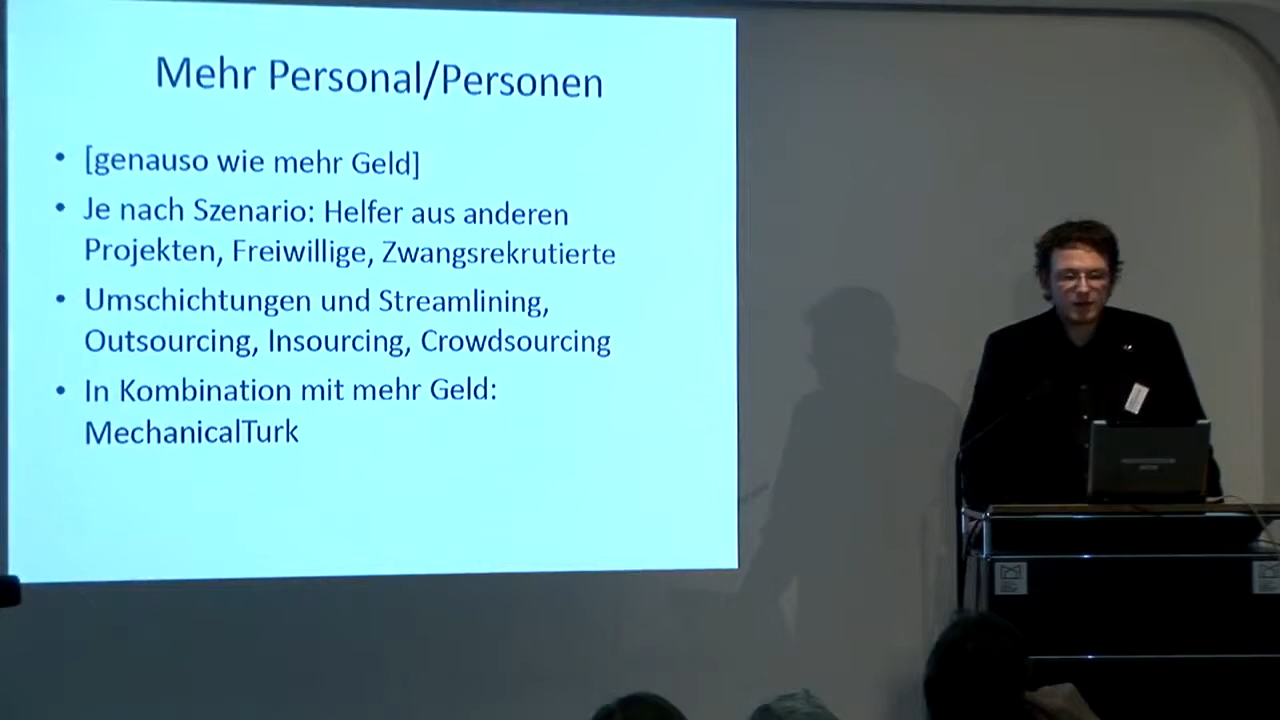 Mehr Personal/Personen
• [genauso wie mehr Geld]
• Je nach Szenario: Helfer aus anderen
Projekten, Freiwillige, Zwangsrekrutierte
• Umschichtungen und Streamlining,
Outsourcing, Insourcing, Crowdsourcing
• In Kombination mit mehr Geld:
MechanicalTurk